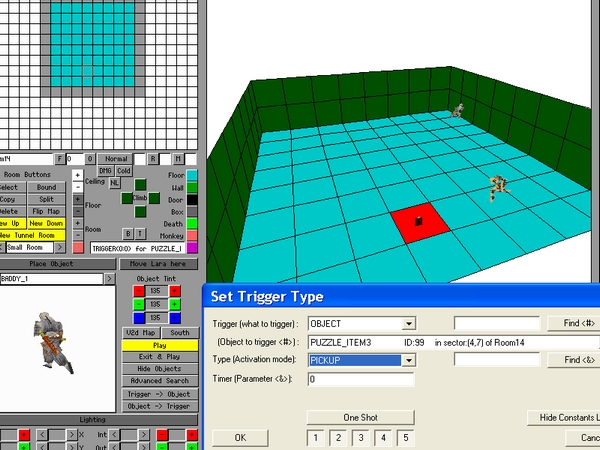 m14 F 0 0 Normal R M
DMG Cold
Room Buttons
Ceiling NL
Floor
Select Bound
Wall
Copy Split
Climb
Door
Delete Flip Map
Floor
Box
New Up New Down
Room
Death
New Tunnel Room
B T
Monkey
< Small Room >
TRIGGER(0:0) for PUZZLE_I
Place Object
Move Lara here
BADDY_1 >
Object Tint
- 135 +
- 135 +
- 135 +
V2d Map South
Play
Exit & Play
Hide Objects
Advanced Search
Trigger -> Object
Object -> Trigger
Lighting
+ < > X Int < > - +
+ < > Y
Set Trigger Type
Trigger (what to trigger) : OBJECT Find <#>
(Object to trigger <#>:) PUZZLE_ITEM3 ID:99 in sector:(4,7) of Room14
Type (Activation mode): PICKUP Find <&>
Timer (Parameter <&>): 0
One Shot Hide Constants L
OK 1 2 3 4 5 Canc